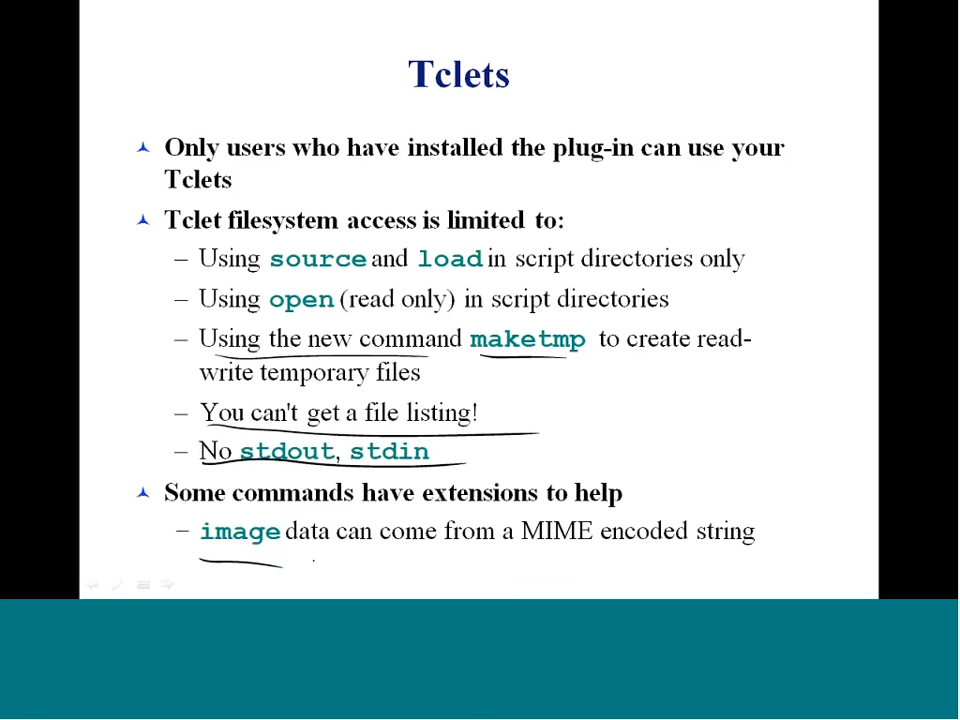 Tclets
Only users who have installed the plug-in can use your
Tclets
Tclet filesystem access is limited to:
– Using source and load in script directories only
– Using open (read only) in script directories
– Using the new command maketmp to create read-
write temporary files
– You can't get a file listing!
– No stdout, stdin
Some commands have extensions to help
– image data can come from a MIME encoded string